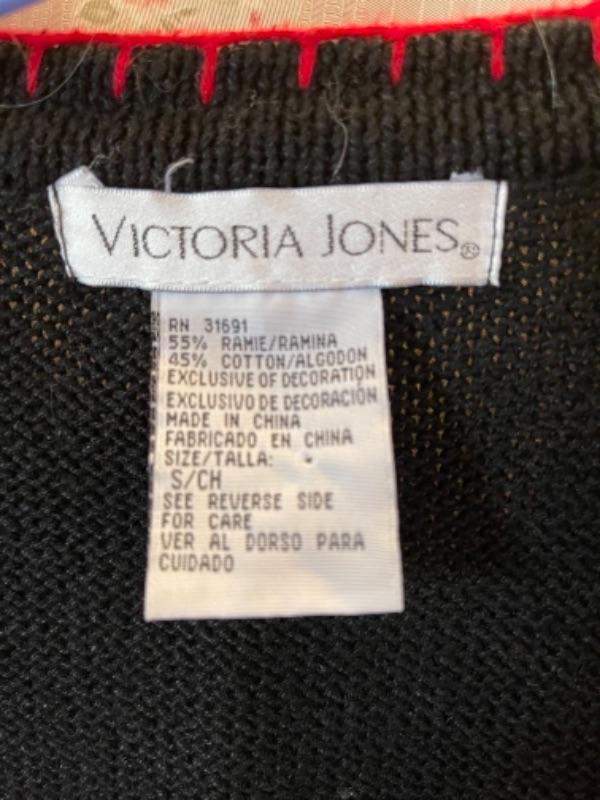 VICTORIA JONES®
RN 31691
55% RAMIE/RAMINA
45% COTTON/ALGODON
EXCLUSIVE OF DECORATION
EXCLUSIVO DE DECORACIÓN
MADE IN CHINA
FABRICADO EN CHINA
SIZE/TALLA:
S/CH
SEE REVERSE SIDE
FOR CARE
VER AL DORSO PARA
CUIDADO